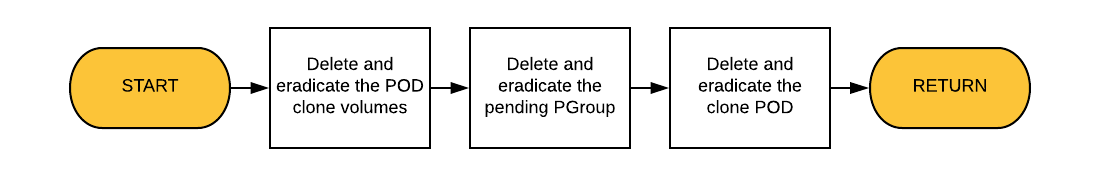 START
Delete and
eradicate the POD
clone volumes
Delete and
eradicate the
pending PGroup
Delete and
eradicate the
clone POD
RETURN